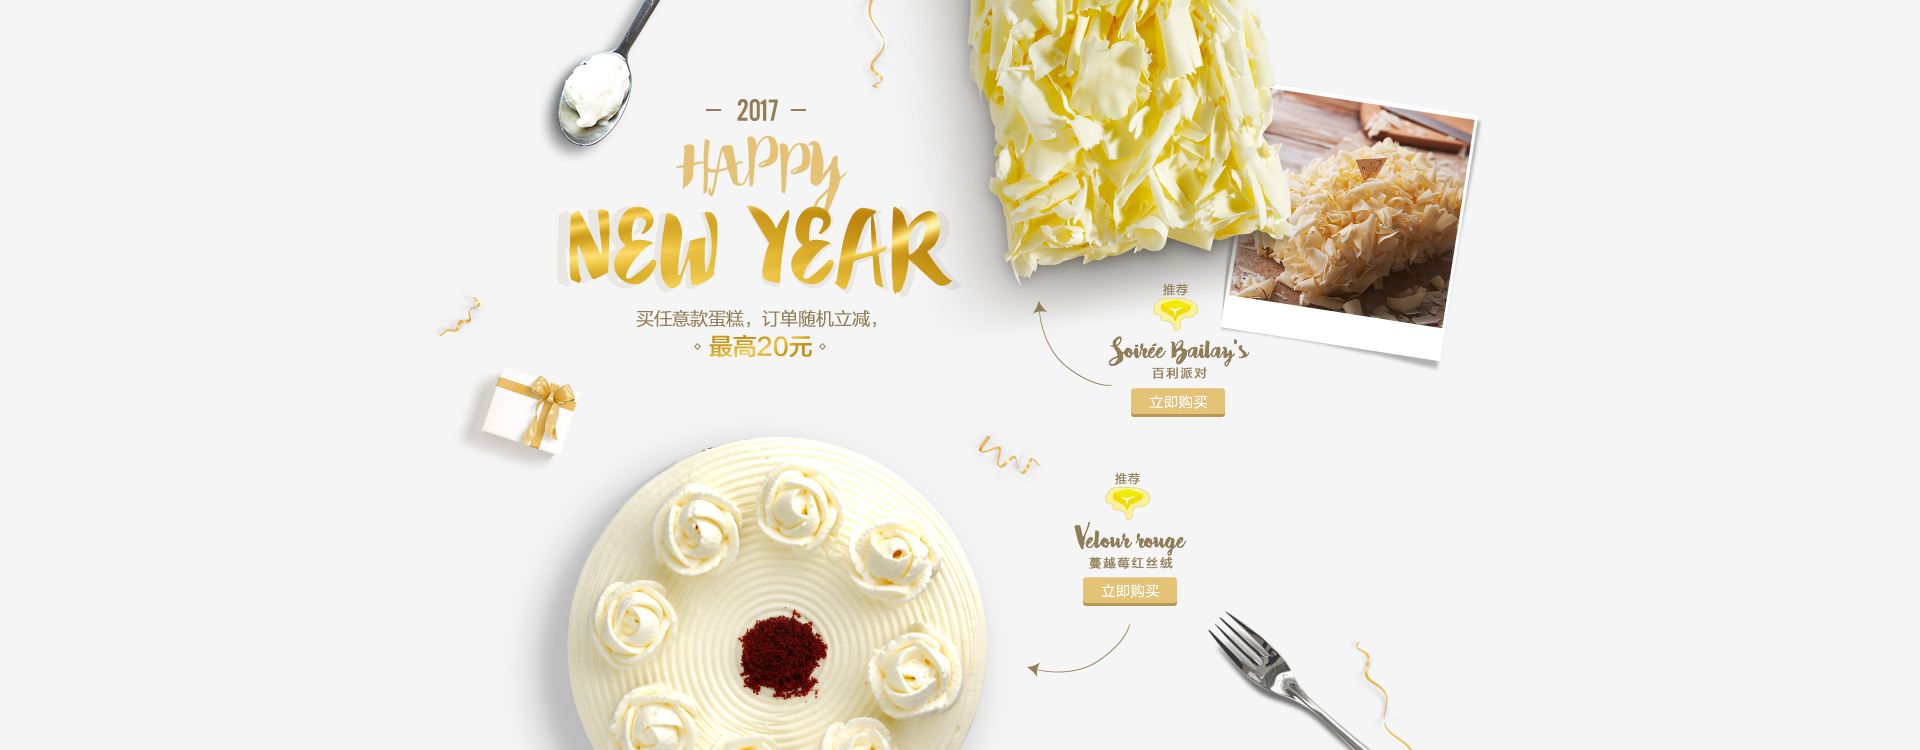 2017
HAPPY
NEW YEAR
买任意款蛋糕，订单随机立减，
最高20元
推荐
Soirée Bailay's
百利派对
立即购买
推荐
Velour rouge
蔓越莓红丝绒
立即购买